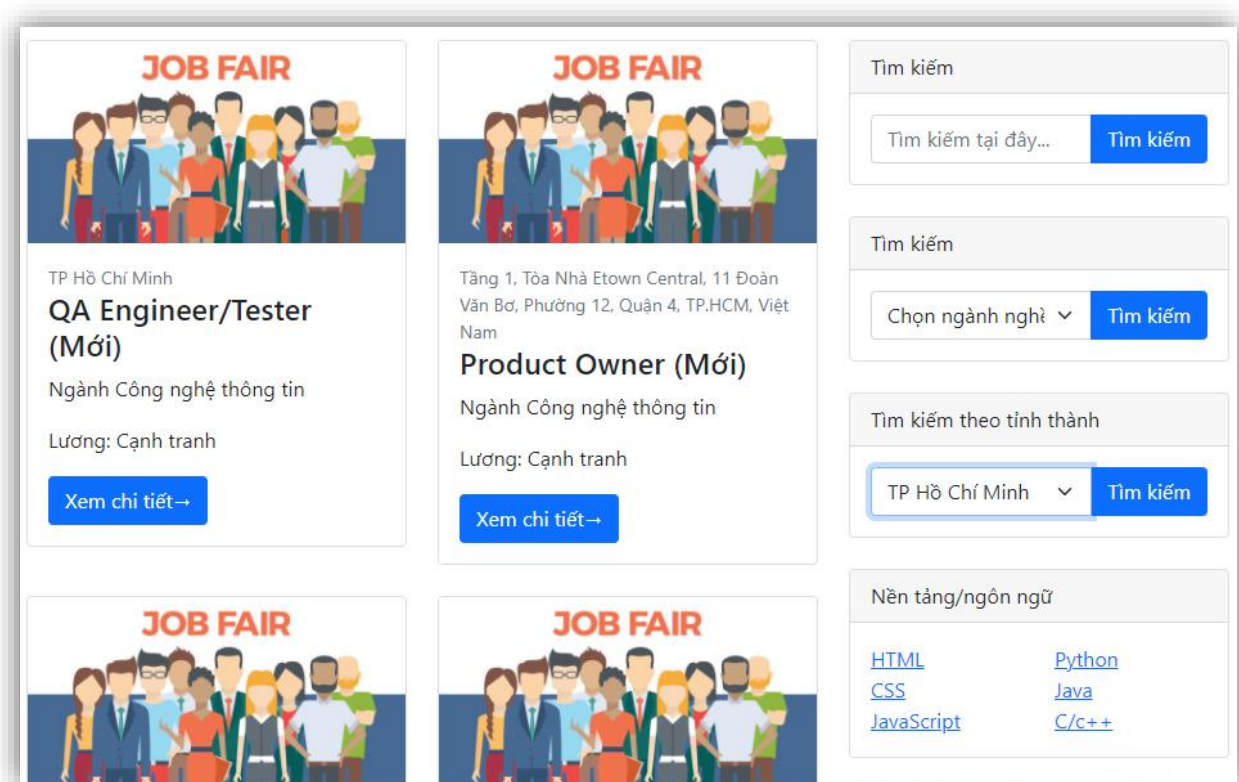 JOB FAIR
TP Hồ Chí Minh
QA Engineer/Tester
(Mới)
Ngành Công nghệ thông tin
Lương: Cạnh tranh
Xem chi tiết→
JOB FAIR
Tầng 1, Tòa Nhà Etown Central, 11 Đoàn
Văn Bơ, Phường 12, Quận 4, TP.HCM, Việt
Nam
Product Owner (Mới)
Ngành Công nghệ thông tin
Lương: Cạnh tranh
Xem chi tiết→
JOB FAIR
JOB FAIR
Tìm kiếm
Tìm kiếm tại đây...
Tìm kiếm
Tìm kiếm
Chọn ngành nghề
Tìm kiếm
Tìm kiếm theo tỉnh thành
TP Hồ Chí Minh
Tìm kiếm
Nền tảng/ngôn ngữ
HTML
Python
CSS
Java
JavaScript
C/c++